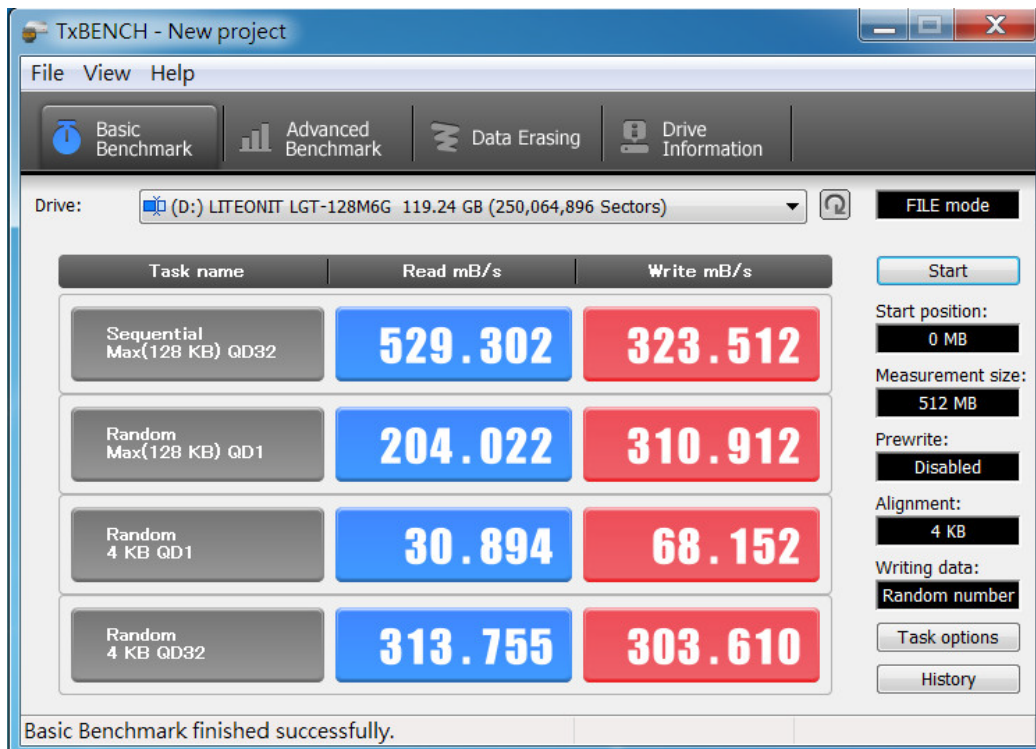 TxBENCH - New project
File View Help
Basic
Benchmark
Advanced
Benchmark
Data Erasing
Drive
Information
Drive:
(D:) LITEONIT LGT-128M6G 119.24 GB (250,064,896 Sectors)
FILE mode
Task name Read mB/s Write mB/s
Start
Sequential
Max(128 KB) QD32
529.302 323.512
Start position:
0 MB
Measurement size:
512 MB
Random
Max(128 KB) QD1
204.022 310.912
Prewrite:
Disabled
Alignment:
4 KB
Random
4 KB QD1
30.894 68.152
Writing data:
Random number
Random
4 KB QD32
313.755 303.610
Task options
History
Basic Benchmark finished successfully.